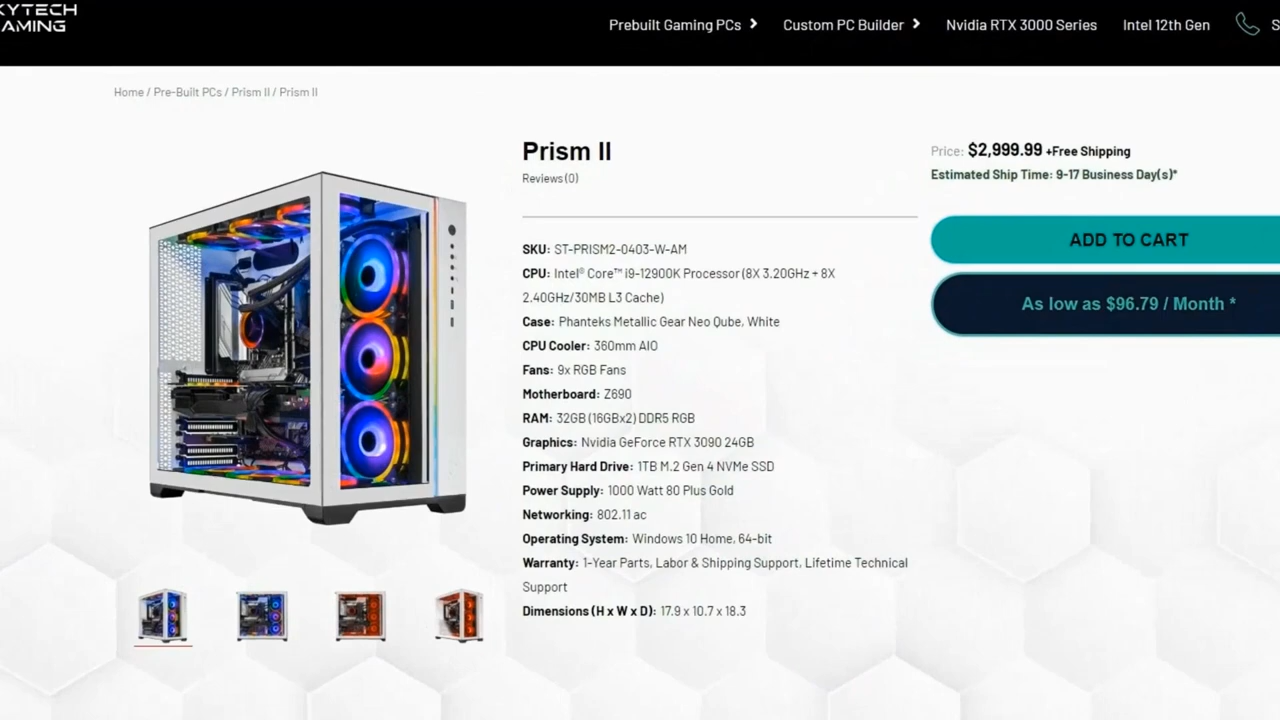 KYTECH
AMING
Prebuilt Gaming PCs
Custom PC Builder
Nvidia RTX 3000 Series
Intel 12th Gen
S
Home / Pre-Built PCs / Prism II / Prism II
Prism II
Reviews (0)
SKU: ST-PRISM2-0403-W-AM
CPU: Intel® Core™ i9-12900K Processor (8X 3.20GHz + 8X
2.40GHz/30MB L3 Cache)
Case: Phanteks Metallic Gear Neo Qube, White
CPU Cooler: 360mm AIO
Fans: 9x RGB Fans
Motherboard: Z690
RAM: 32GB (16GBx2) DDR5 RGB
Graphics: Nvidia GeForce RTX 3090 24GB
Primary Hard Drive: 1TB M.2 Gen 4 NVMe SSD
Power Supply: 1000 Watt 80 Plus Gold
Networking: 802.11 ac
Operating System: Windows 10 Home, 64-bit
Warranty: 1-Year Parts, Labor & Shipping Support, Lifetime Technical
Support
Dimensions (H x W x D): 17.9 x 10.7 x 18.3
Price: $2,999.99 +Free Shipping
Estimated Ship Time: 9-17 Business Day(s)*
ADD TO CART
As low as $96.79 / Month *